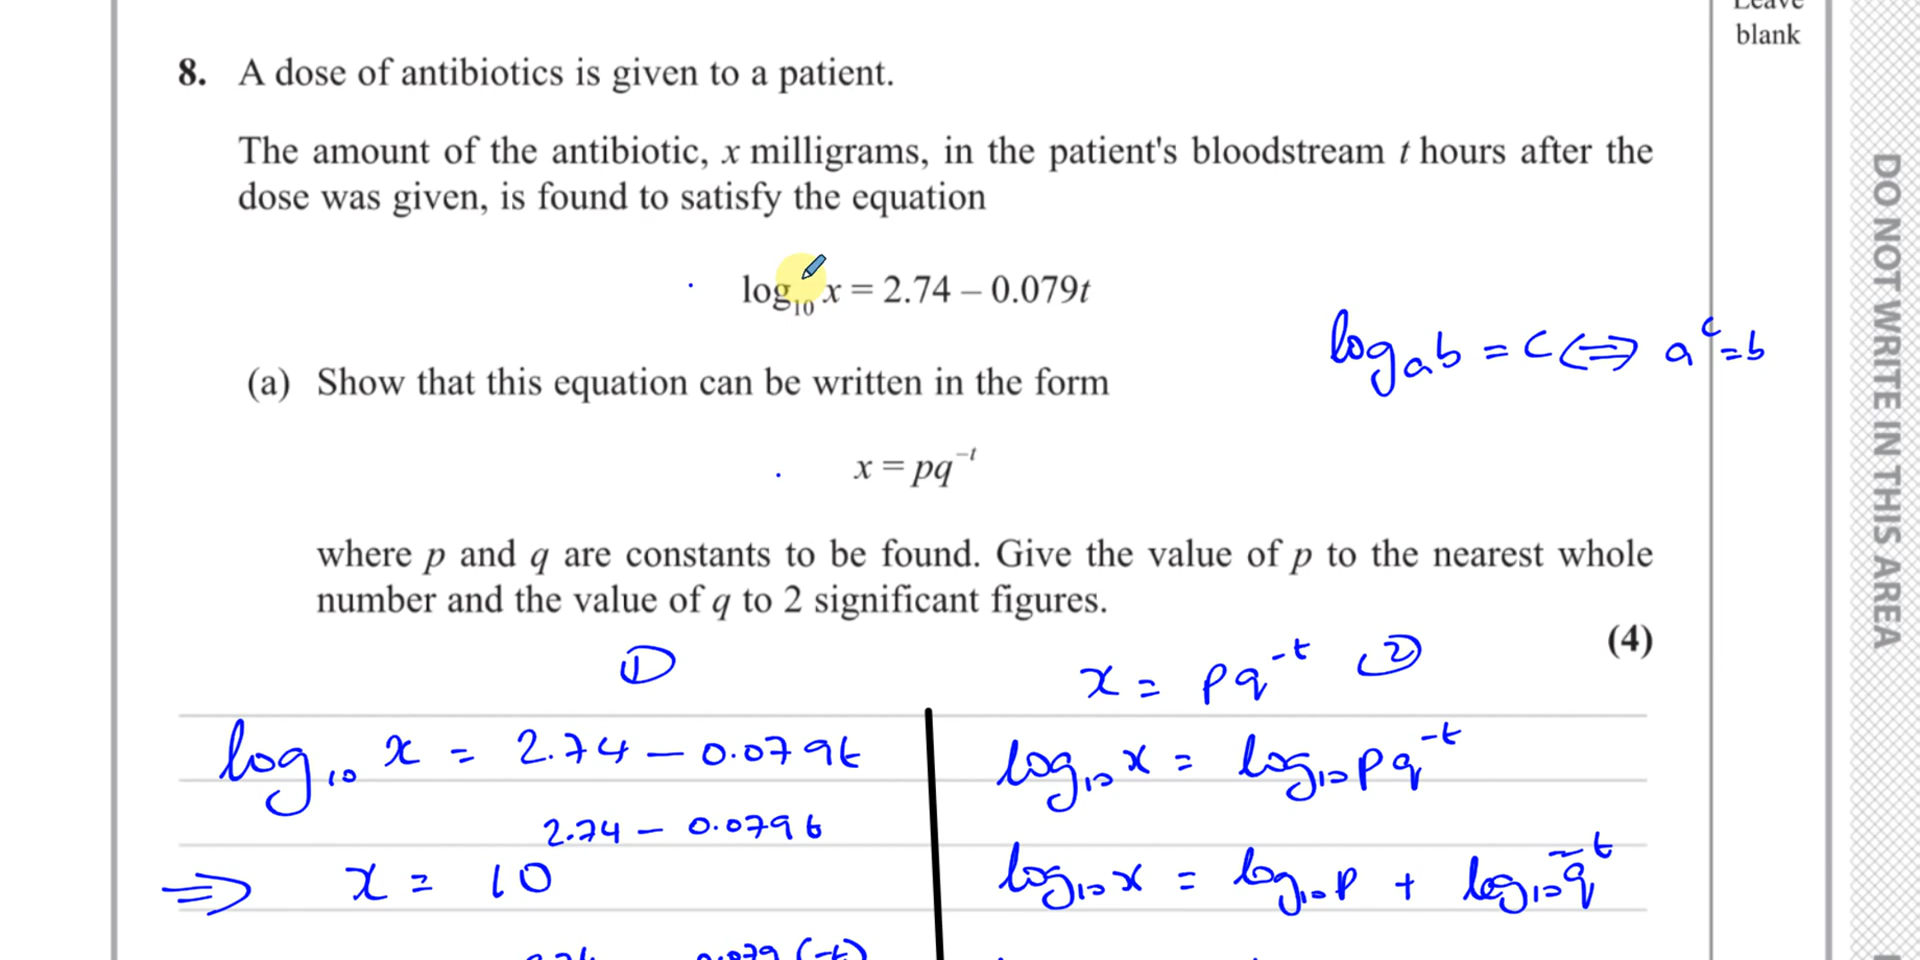 Leave
blank
8. A dose of antibiotics is given to a patient.
The amount of the antibiotic, x milligrams, in the patient's bloodstream t hours after the
dose was given, is found to satisfy the equation
log₁₀ x = 2.74 – 0.079t
log_a b = c ⟺ a^c = b
(a) Show that this equation can be written in the form
x = pq^{–t}
where p and q are constants to be found. Give the value of p to the nearest whole
number and the value of q to 2 significant figures.
(4)
①
log₁₀ x = 2.74 – 0.079t
⇒ x = 10^{2.74 – 0.079t}
x = pq^{-t} ②
log₁₀ x = log₁₀ pq^{-t}
log₁₀ x = log₁₀ p + log₁₀ q^{-t}
0.079(-t)
DO NOT WRITE IN THIS AREA